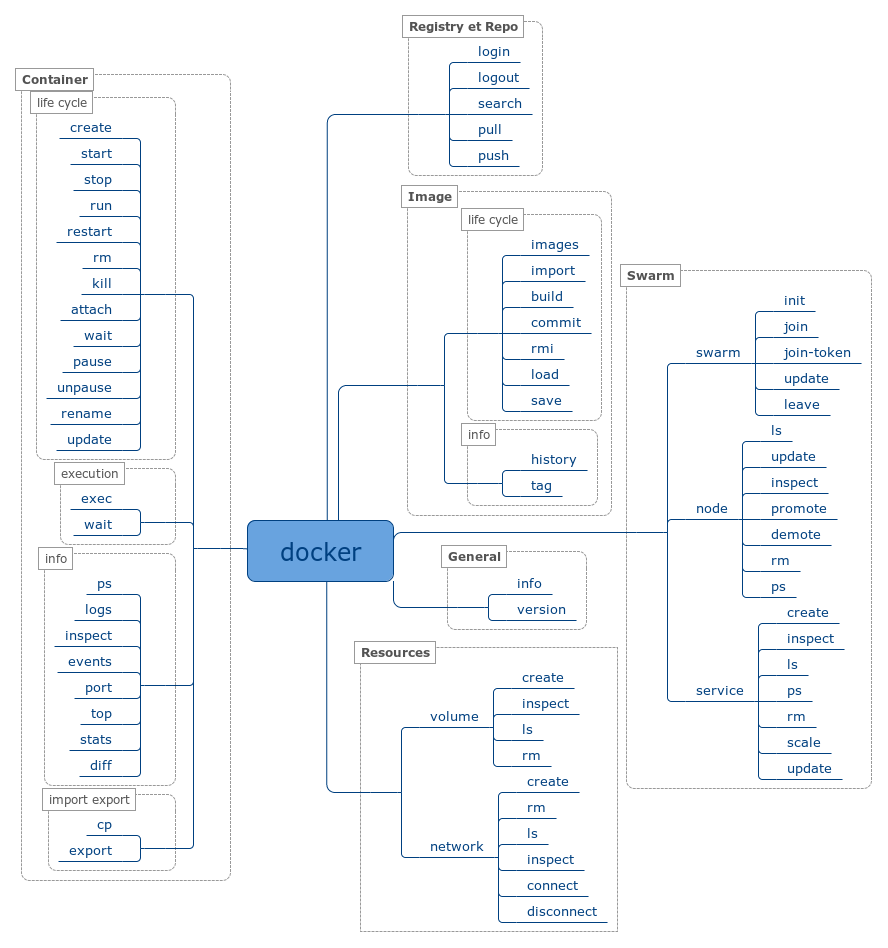 Container
life cycle
create
start
stop
run
restart
rm
kill
attach
wait
pause
unpause
rename
update
execution
exec
wait
info
ps
logs
inspect
events
port
top
stats
diff
import export
cp
export
docker
Registry et Repo
login
logout
search
pull
push
Image
life cycle
images
import
build
commit
rmi
load
save
info
history
tag
General
info
version
Resources
volume
create
inspect
ls
rm
network
create
rm
ls
inspect
connect
disconnect
Swarm
swarm
init
join
join-token
update
leave
node
ls
update
inspect
promote
demote
rm
ps
service
create
inspect
ls
ps
rm
scale
update